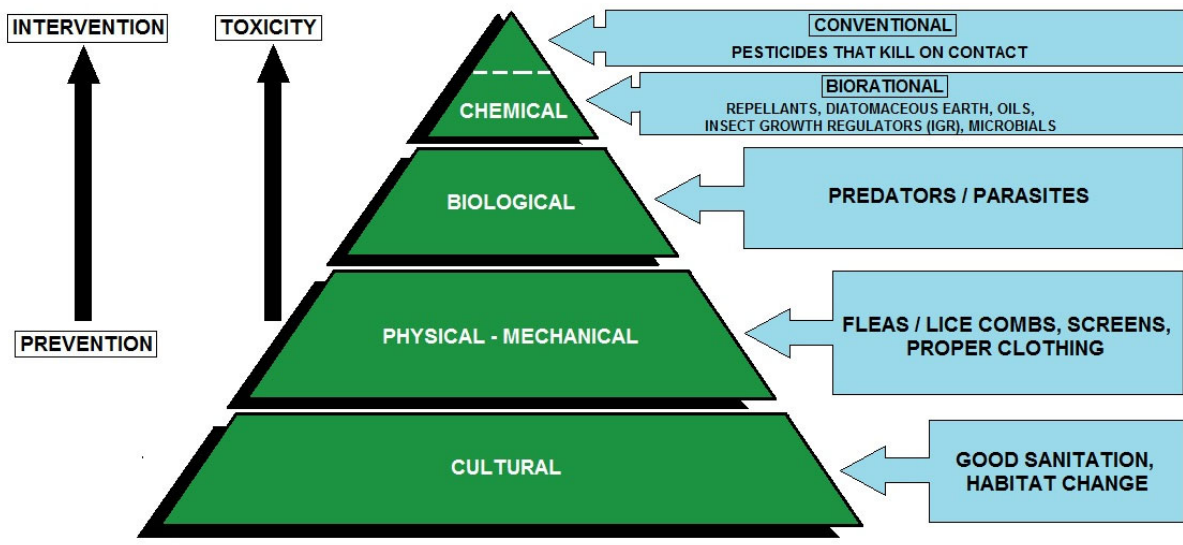 INTERVENTION
TOXICITY
PREVENTION
CONVENTIONAL
PESTICIDES THAT KILL ON CONTACT
BIORATIONAL
REPELLANTS, DIATOMACEOUS EARTH, OILS,
INSECT GROWTH REGULATORS (IGR), MICROBIALS
CHEMICAL
BIOLOGICAL
PREDATORS / PARASITES
PHYSICAL - MECHANICAL
FLEAS / LICE COMBS, SCREENS,
PROPER CLOTHING
CULTURAL
GOOD SANITATION,
HABITAT CHANGE